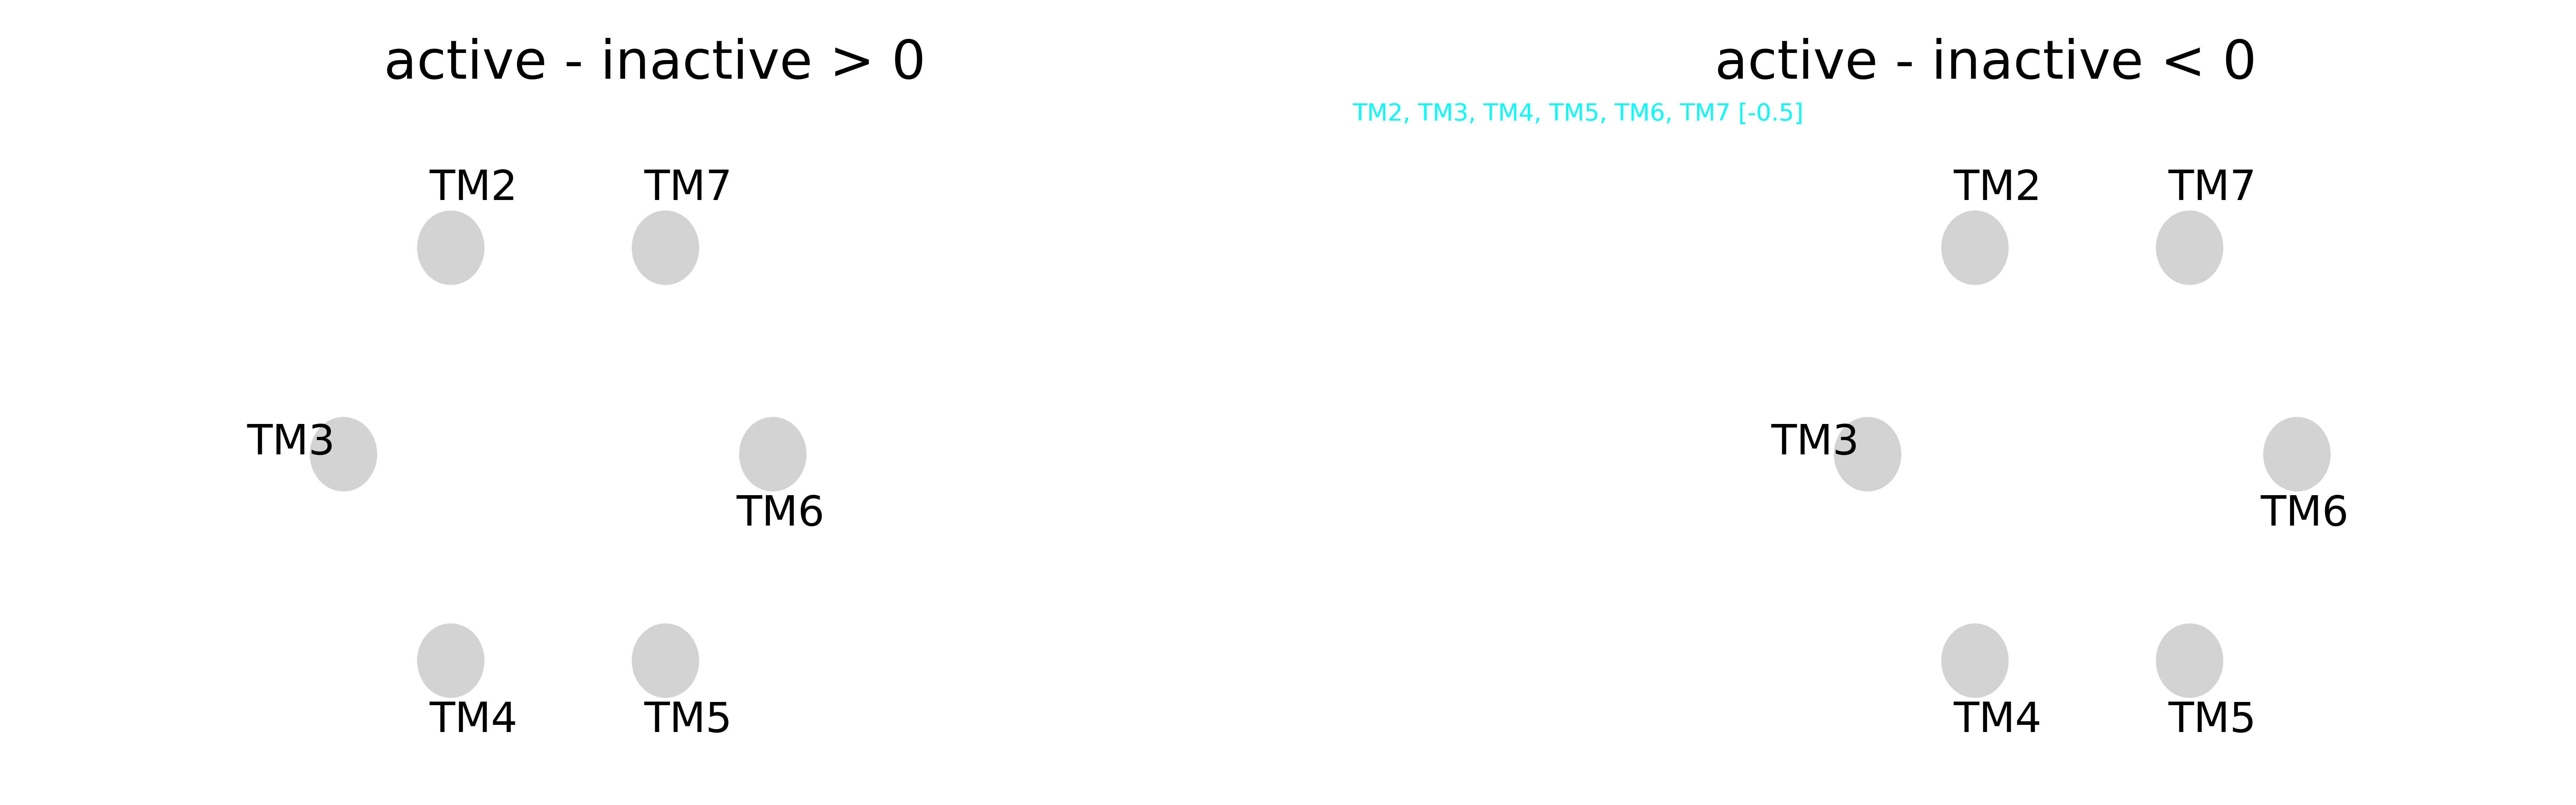 active - inactive > 0
TM2
TM7
TM3
TM6
TM4
TM5
active - inactive < 0
TM2, TM3, TM4, TM5, TM6, TM7 [-0.5]
TM2
TM7
TM3
TM6
TM4
TM5